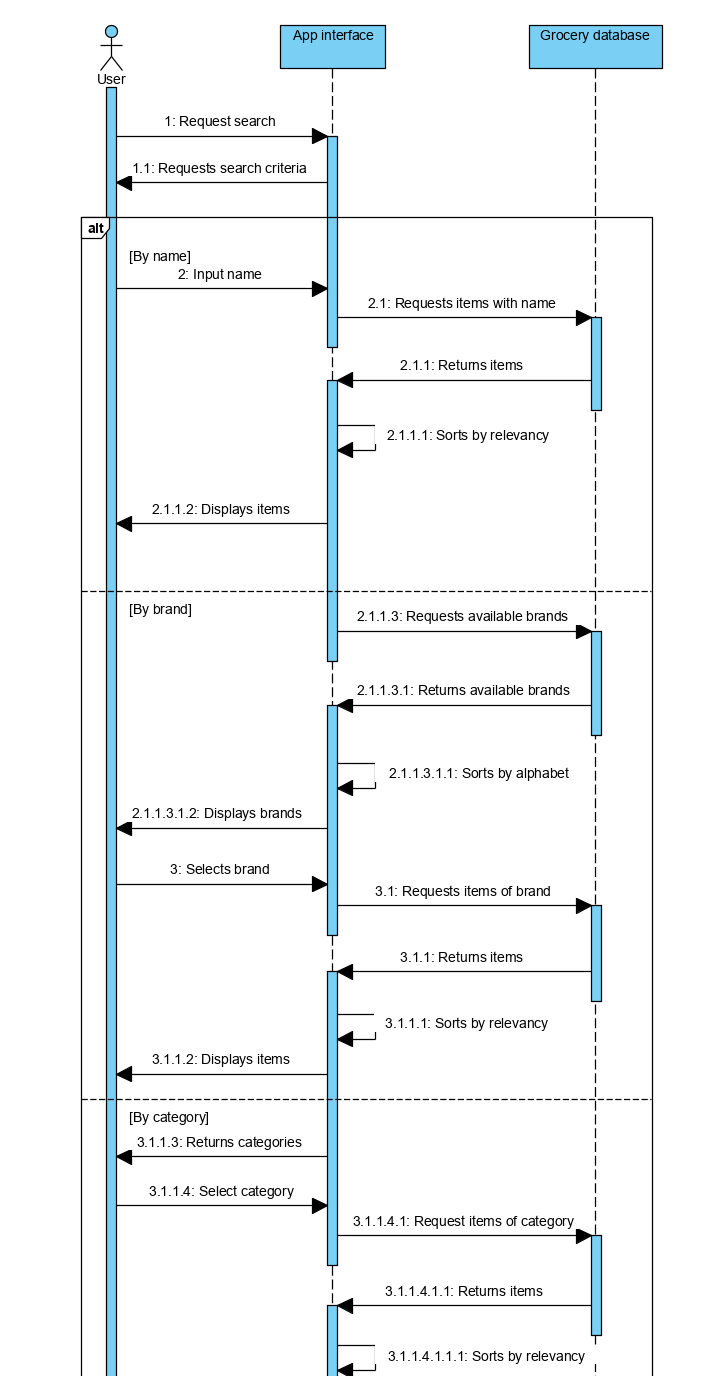 App interface
Grocery database
User
1: Request search
1.1: Requests search criteria
alt
[By name]
2: Input name
2.1: Requests items with name
2.1.1: Returns items
2.1.1.1: Sorts by relevancy
2.1.1.2: Displays items
[By brand]
2.1.1.3: Requests available brands
2.1.1.3.1: Returns available brands
2.1.1.3.1.1: Sorts by alphabet
2.1.1.3.1.2: Displays brands
3: Selects brand
3.1: Requests items of brand
3.1.1: Returns items
3.1.1.1: Sorts by relevancy
3.1.1.2: Displays items
[By category]
3.1.1.3: Returns categories
3.1.1.4: Select category
3.1.1.4.1: Request items of category
3.1.1.4.1.1: Returns items
3.1.1.4.1.1.1: Sorts by relevancy